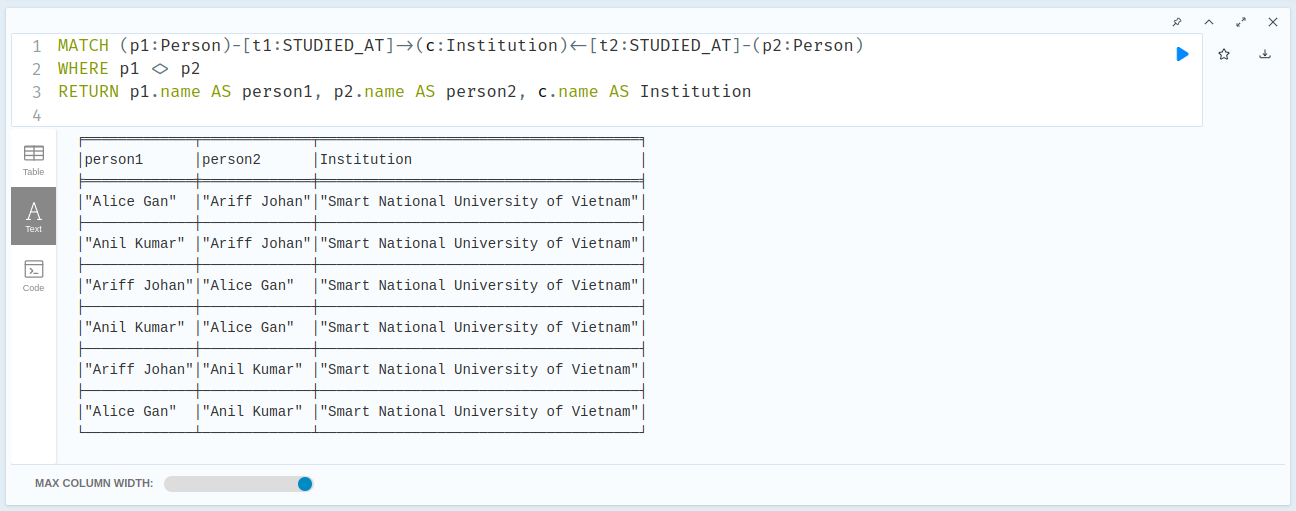 1 MATCH (p1:Person)-[t1:STUDIED_AT]->(c:Institution)<-[t2:STUDIED_AT]-(p2:Person)
2 WHERE p1 <> p2
3 RETURN p1.name AS person1, p2.name AS person2, c.name AS Institution
4
Table
Text
Code
person1 person2 Institution
"Alice Gan" "Ariff Johan" "Smart National University of Vietnam"
"Anil Kumar" "Ariff Johan" "Smart National University of Vietnam"
"Ariff Johan" "Alice Gan" "Smart National University of Vietnam"
"Anil Kumar" "Alice Gan" "Smart National University of Vietnam"
"Ariff Johan" "Anil Kumar" "Smart National University of Vietnam"
"Alice Gan" "Anil Kumar" "Smart National University of Vietnam"
MAX COLUMN WIDTH: